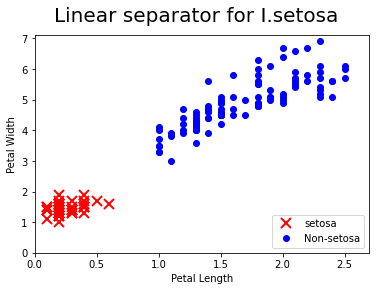 Linear separator for I.setosa
Petal Width
7
6
5
4
3
2
1
0
0.0 0.5 1.0 1.5 2.0 2.5
Petal Length
setosa
Non-setosa